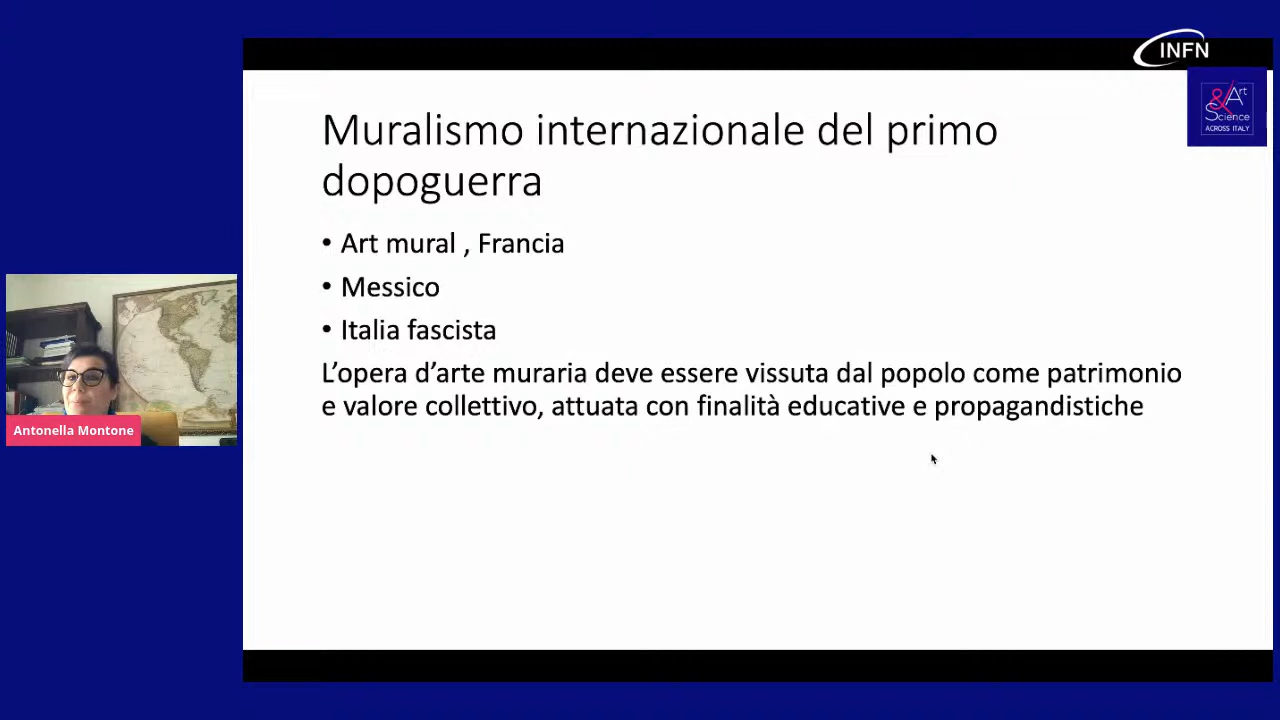 INFN
& Art
Science
ACROSS ITALY
Muralismo internazionale del primo
dopoguerra
• Art mural , Francia
• Messico
• Italia fascista
L’opera d’arte muraria deve essere vissuta dal popolo come patrimonio
e valore collettivo, attuata con finalità educative e propagandistiche
Antonella Montone